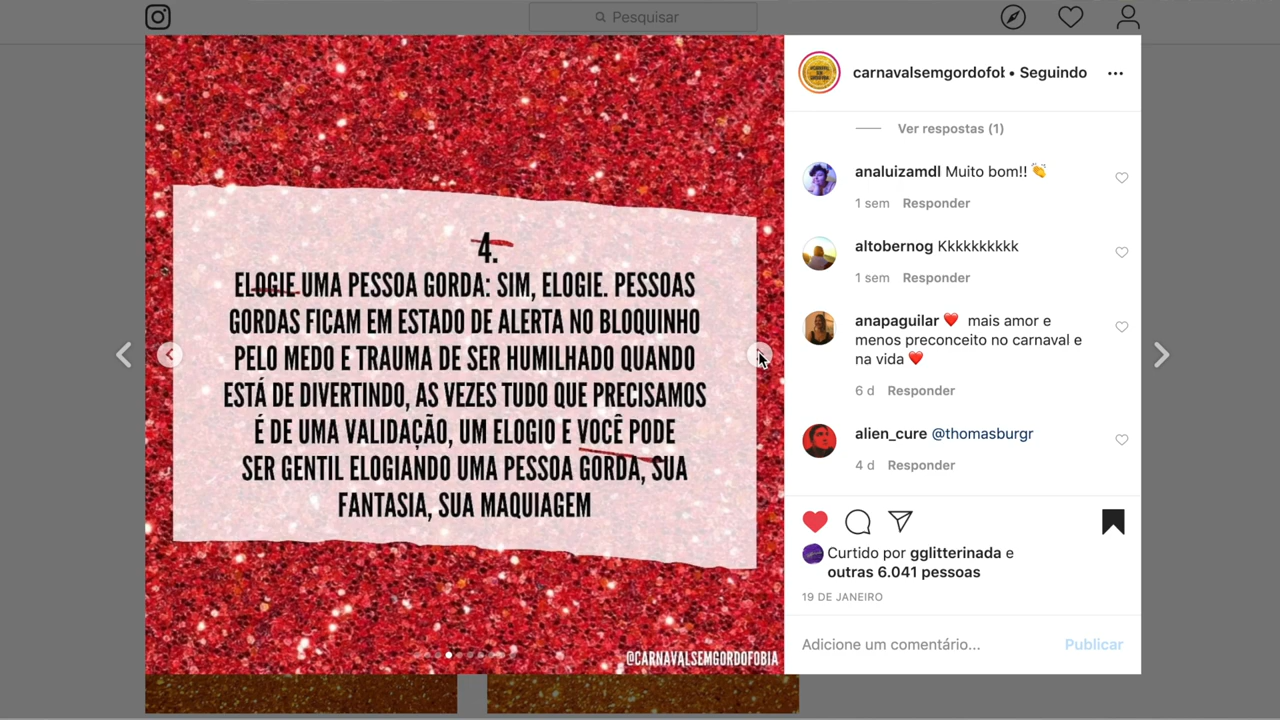 Pesquisar
4.
ELOGIE UMA PESSOA GORDA: SIM, ELOGIE. PESSOAS
GORDAS FICAM EM ESTADO DE ALERTA NO BLOQUINHO
PELO MEDO E TRAUMA DE SER HUMILHADO QUANDO
ESTÁ DE DIVERTINDO, AS VEZES TUDO QUE PRECISAMOS
É DE UMA VALIDAÇÃO, UM ELOGIO E VOCÊ PODE
SER GENTIL ELOGIANDO UMA PESSOA GORDA, SUA
FANTASIA, SUA MAQUIAGEM
@CARNAVALSEMGORDOFOBIA
carnavalsemgordofob • Seguindo
Ver respostas (1)
analuizamdl Muito bom!! 👏
1 sem Responder
altobernog Kkkkkkkkkk
1 sem Responder
anapaguilar ❤️ mais amor e
menos preconceito no carnaval e
na vida ❤️
6 d Responder
alien_cure @thomasburgr
4 d Responder
Curtido por gglitterinada e
outras 6.041 pessoas
19 DE JANEIRO
Adicione um comentário... Publicar